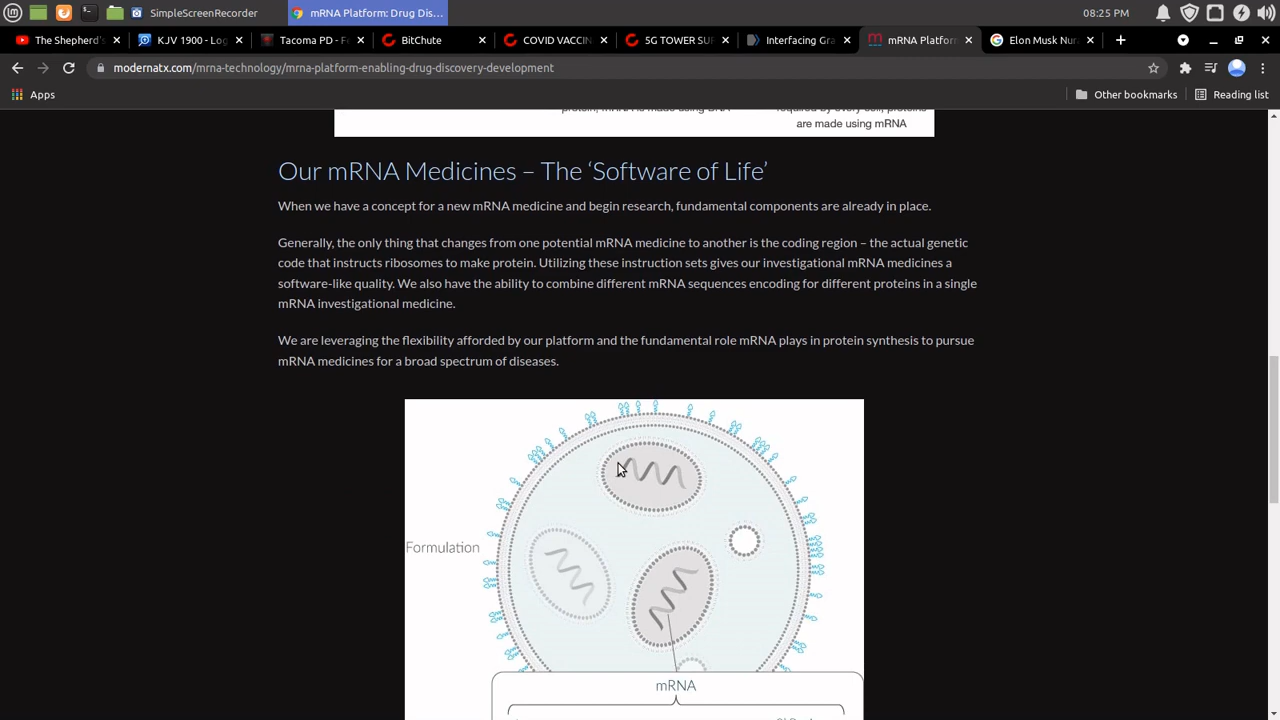 SimpleScreenRecorder
mRNA Platform: Drug Dis...
08:25 PM
The Shepherd's
KJV 1900 - Log
Tacoma PD - F
BitChute
COVID VACCIN
5G TOWER SU
Interfacing Gra
mRNA Platfor
Elon Musk Nur
modernatx.com/mrna-technology/mrna-platform-enabling-drug-discovery-development
Apps
Other bookmarks
Reading list
protein, mRNA is made using DNA
required by every cell, proteins
are made using mRNA
Our mRNA Medicines – The ‘Software of Life’
When we have a concept for a new mRNA medicine and begin research, fundamental components are already in place.
Generally, the only thing that changes from one potential mRNA medicine to another is the coding region – the actual genetic
code that instructs ribosomes to make protein. Utilizing these instruction sets gives our investigational mRNA medicines a
software-like quality. We also have the ability to combine different mRNA sequences encoding for different proteins in a single
mRNA investigational medicine.
We are leveraging the flexibility afforded by our platform and the fundamental role mRNA plays in protein synthesis to pursue
mRNA medicines for a broad spectrum of diseases.
Formulation
mRNA